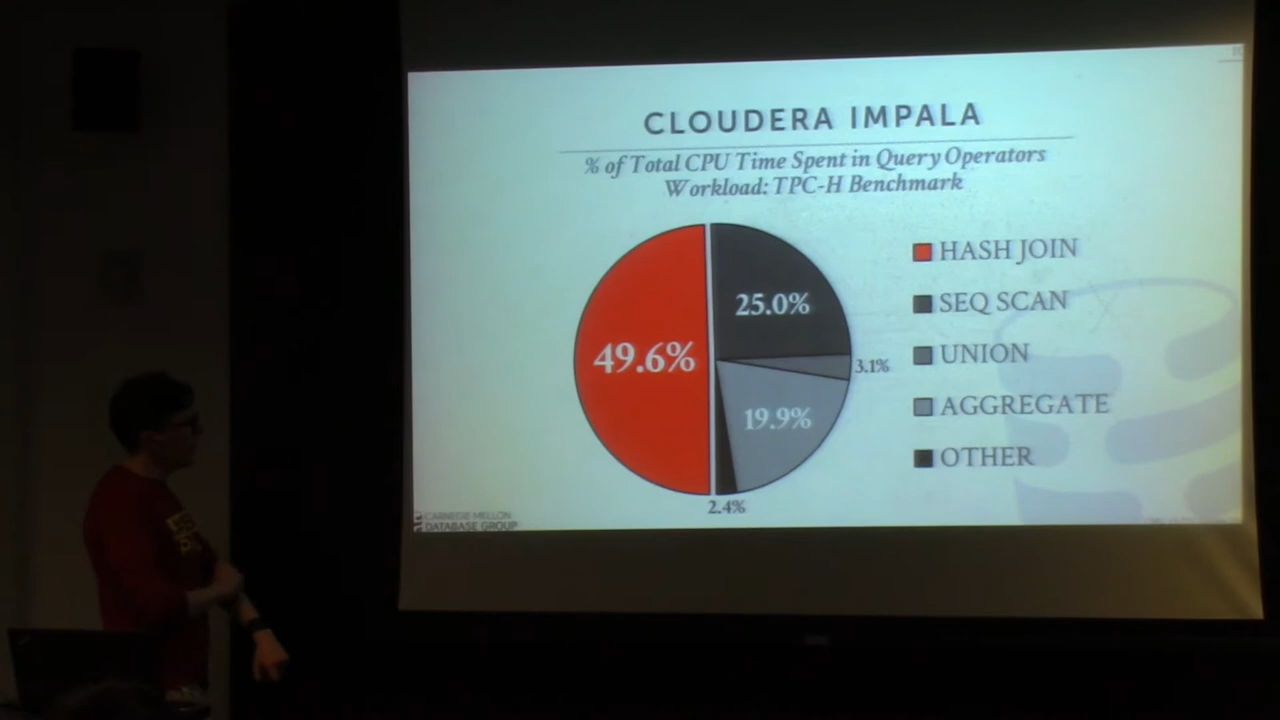 CLOUDERA IMPALA
% of Total CPU Time Spent in Query Operators
Workload: TPC-H Benchmark
49.6%
25.0%
3.1%
19.9%
2.4%
HASH JOIN
SEQ SCAN
UNION
AGGREGATE
OTHER
CARNEGIE MELLON
DATABASE GROUP